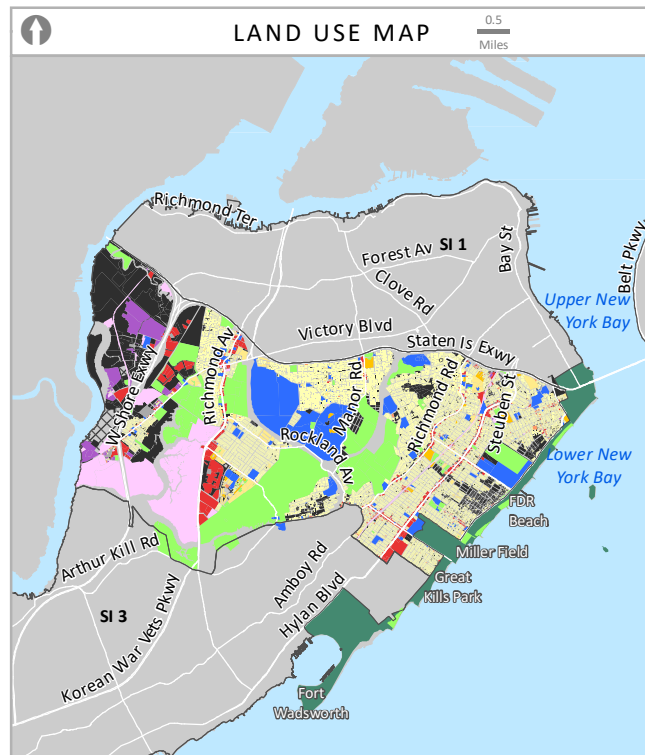 LAND USE MAP
0.5
Miles
Richmond Ter
SI 1
Forest Av
Bay St
Clove Rd
Belt Pkwy
Upper New
York Bay
Victory Blvd
Staten Is Expwy
W Shore Expwy
Richmond Av
Manor Rd
Richmond Rd
Steuben St
Rockland Av
Lower New
York Bay
FDR
Beach
Miller Field
Arthur Kill Rd
Amboy Rd
Great
Kills Park
Hylan Blvd
SI 3
Korean War Vets Pkwy
Fort
Wadsworth